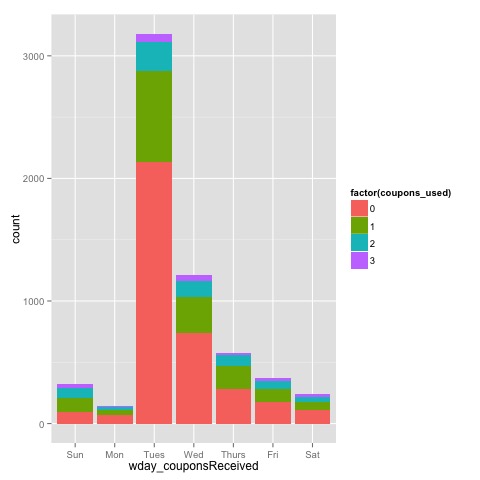 count
3000
2000
1000
0
Sun Mon Tues Wed Thurs Fri Sat
wday_couponsReceived
factor(coupons_used)
0
1
2
3